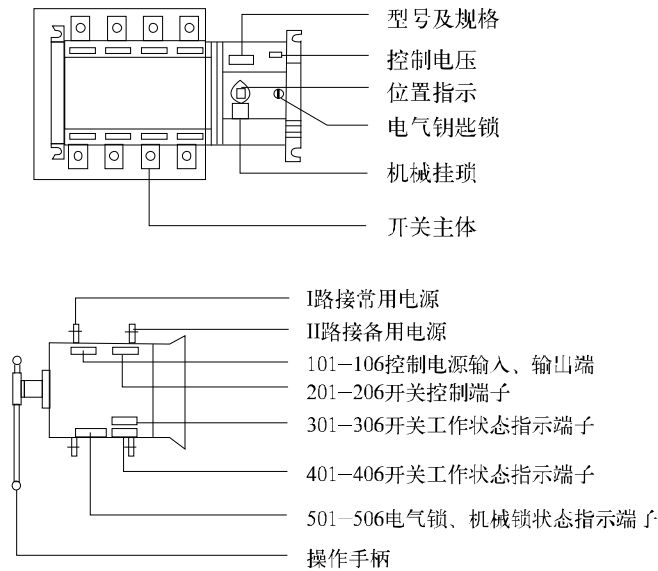 型号及规格
控制电压
位置指示
电气钥匙锁
机械挂琐
开关主体
I路接常用电源
II路接备用电源
101—106控制电源输入、输出端
201—206开关控制端子
301—306开关工作状态指示端子
401—406开关工作状态指示端子
501—506电气锁、机械锁状态指示端子
操作手柄